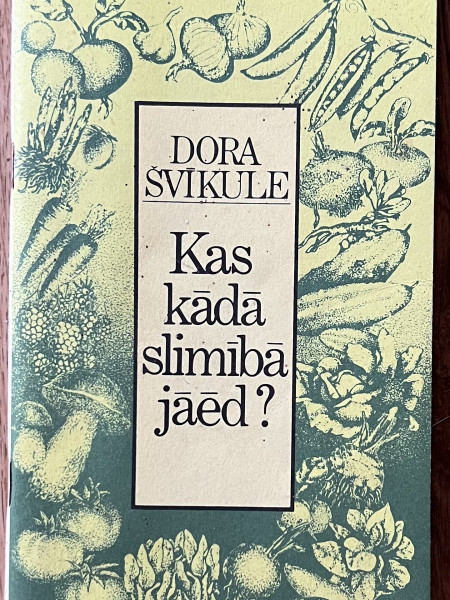 DORA
ŠVĪKULE
Kas
kādā
slimībā
jāēd?